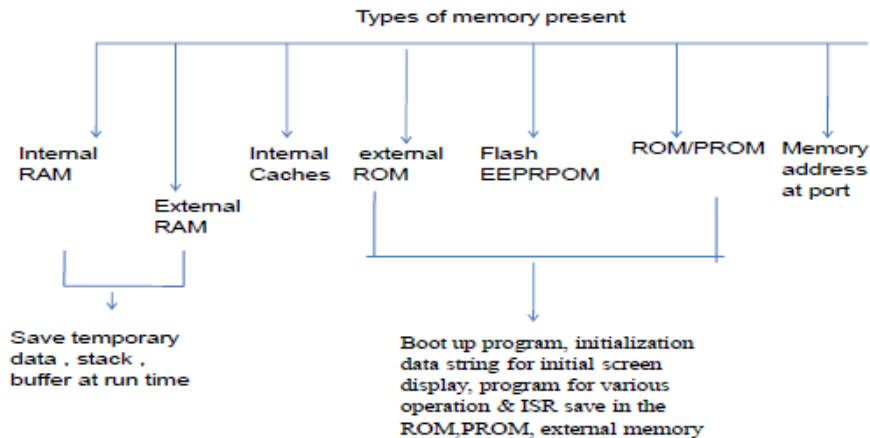 Types of memory present
Internal
RAM
External
RAM
Internal
Caches
external
ROM
Flash
EEPRPOM
ROM/PROM
Memory
address
at port
Save temporary
data , stack ,
buffer at run time
Boot up program, initialization
data string for initial screen
display, program for various
operation & ISR save in the
ROM,PROM, external memory